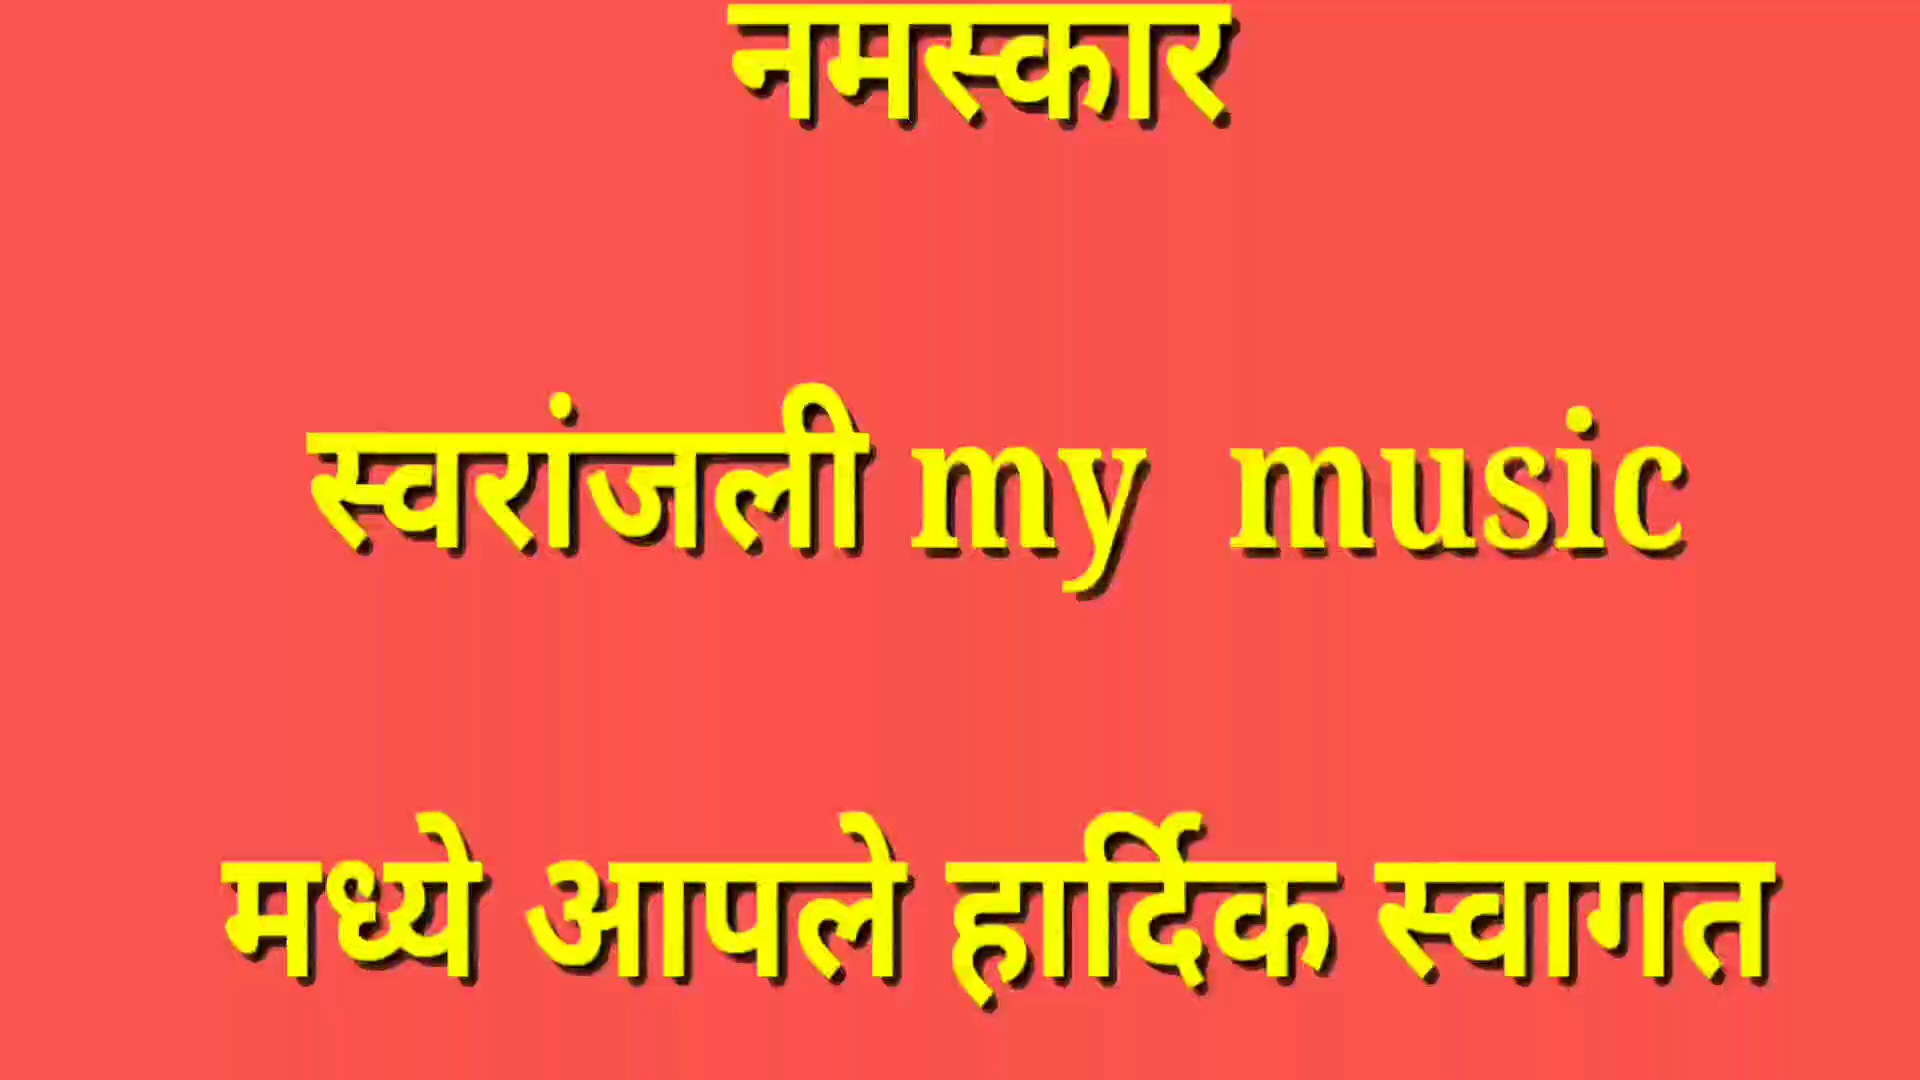 नमस्कार
स्वरांजली my music
मध्ये आपले हार्दिक स्वागत